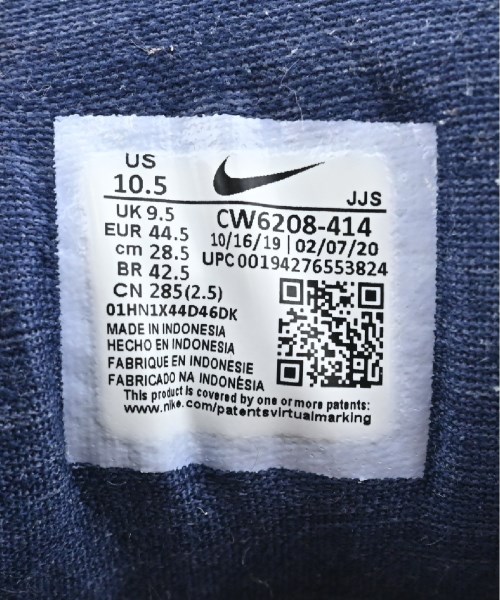 US
10.5
JJS
UK 9.5
EUR 44.5
cm 28.5
BR 42.5
CN 285(2.5)
CW6208-414
10/16/19 | 02/07/20
UPC 00194276553824
01HN1X44D46DK
MADE IN INDONESIA
HECHO EN INDONESIA
FABRIQUE EN INDONESIE
FABRICADO NA INDONÉSIA
This product is covered by one or more patents:
www.nike.com/patentsvirtualmarking